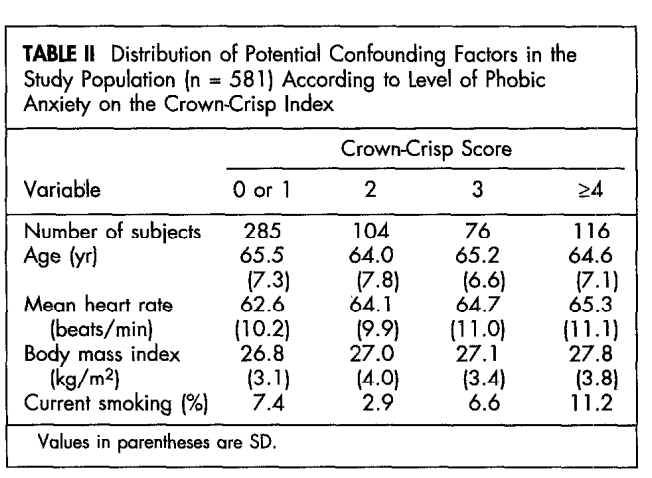 TABLE II Distribution of Potential Confounding Factors in the
Study Population (n = 581) According to Level of Phobic
Anxiety on the Crown-Crisp Index
Crown-Crisp Score
Variable 0 or 1 2 3 ≥4
Number of subjects 285 104 76 116
Age (yr) 65.5 64.0 65.2 64.6
(7.3) (7.8) (6.6) (7.1)
Mean heart rate 62.6 64.1 64.7 65.3
(beats/min) (10.2) (9.9) (11.0) (11.1)
Body mass index 26.8 27.0 27.1 27.8
(kg/m²) (3.1) (4.0) (3.4) (3.8)
Current smoking (%) 7.4 2.9 6.6 11.2
Values in parentheses are SD.